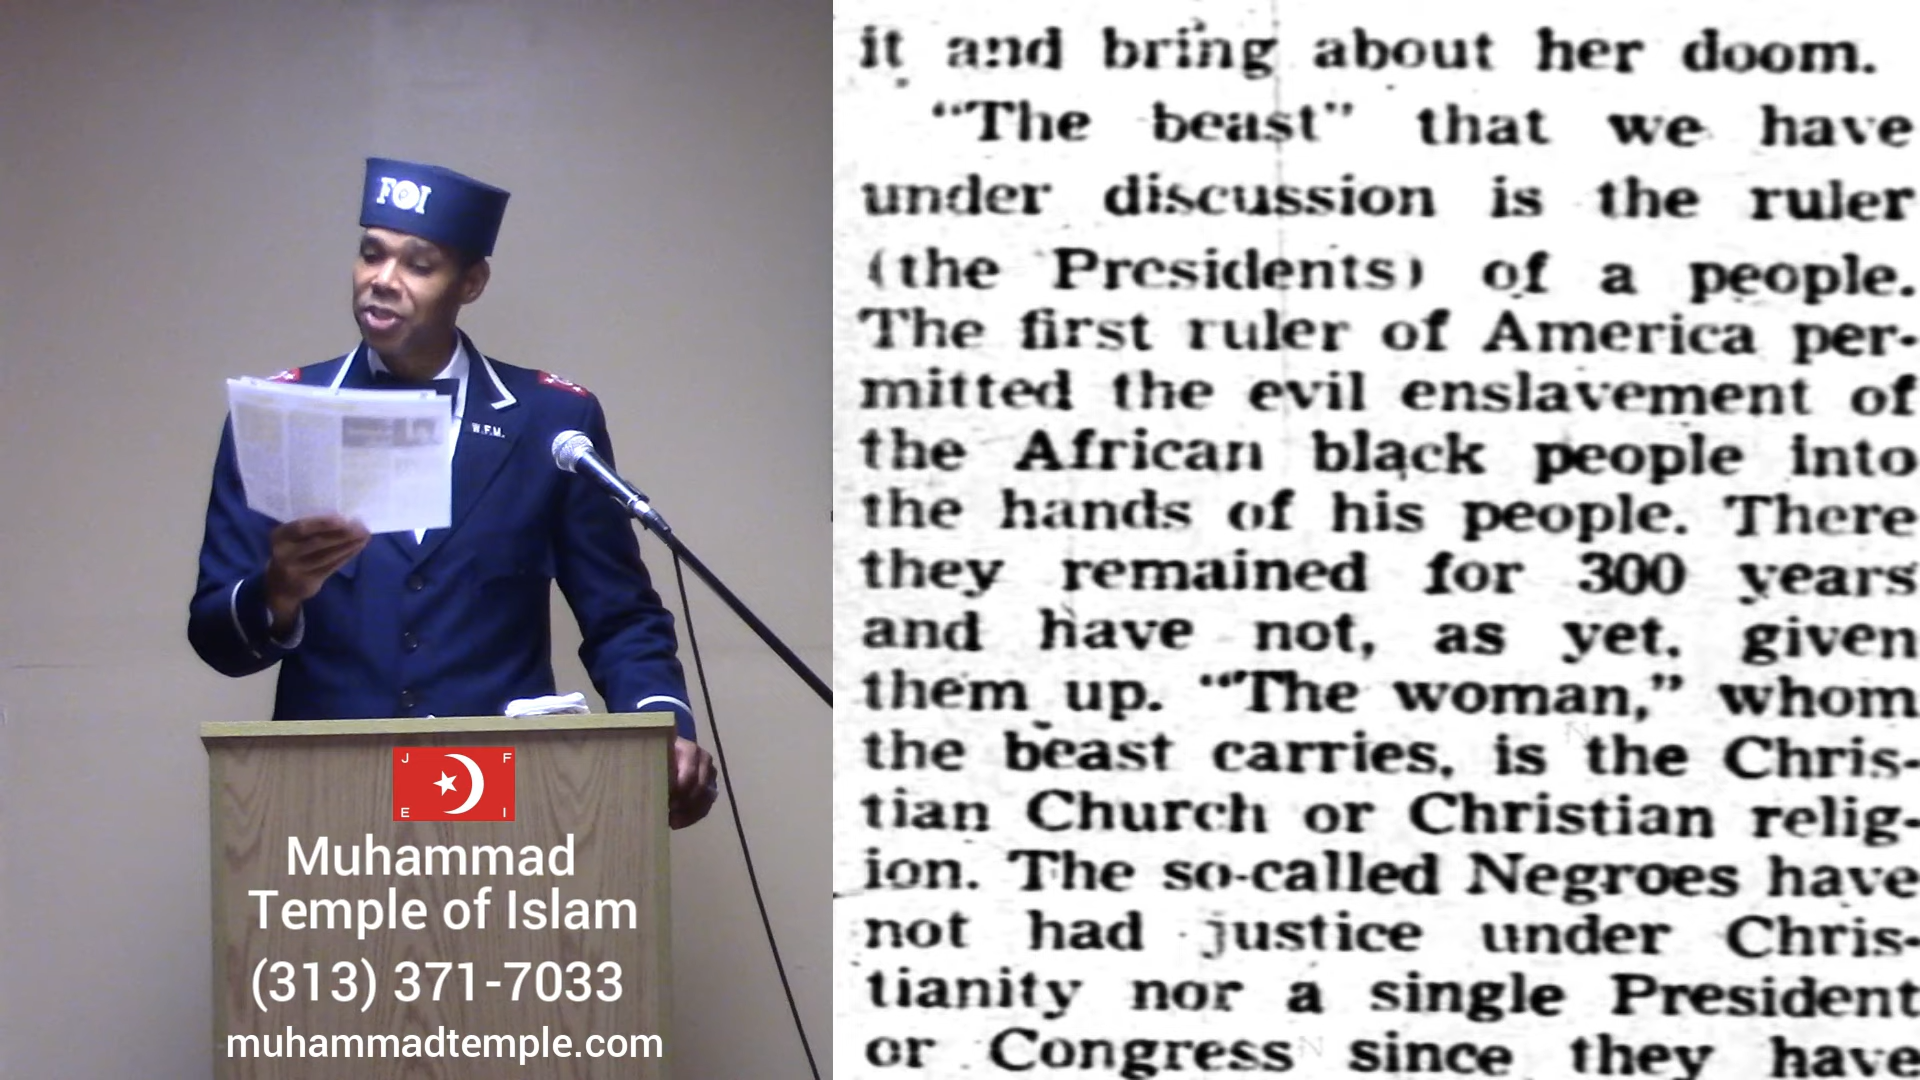 FOI
W.F.M.
J F
E I
Muhammad
Temple of Islam
(313) 371-7033
muhammadtemple.com
it and bring about her doom.
"The beast" that we have
under discussion is the ruler
(the Presidents) of a people.
The first ruler of America per-
mitted the evil enslavement of
the African black people into
the hands of his people. There
they remained for 300 years
and have not, as yet, given
them up. "The woman," whom
the beast carries, is the Chris-
tian Church or Christian relig-
ion. The so-called Negroes have
not had justice under Chris-
tianity nor a single President
or Congress since they have